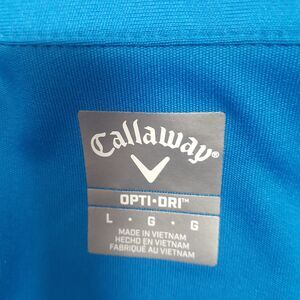 Callaway®
OPTI•DRI™
L • G • G
MADE IN VIETNAM
HECHO EN VIETNAM
FABRIQUÉ AU VIETNAM